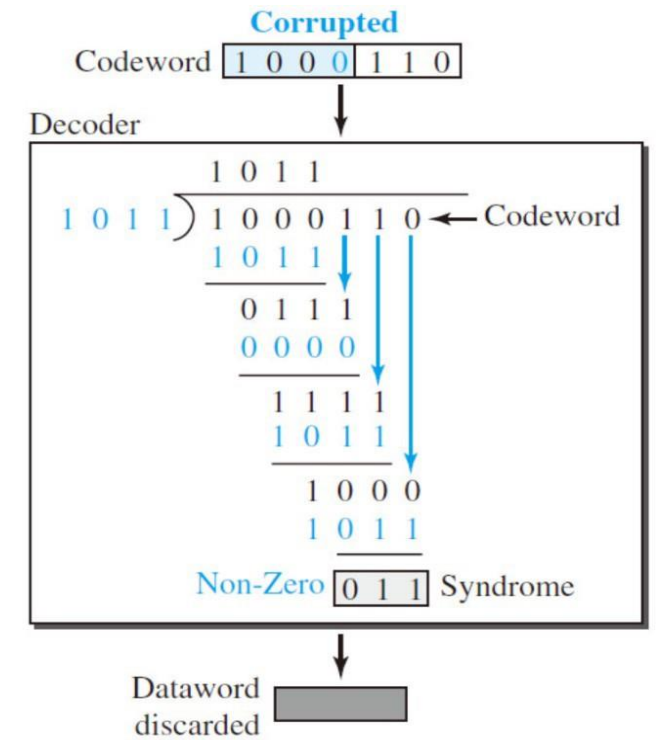 Corrupted
Codeword 1 0 0 0 1 1 0
Decoder
1 0 1 1
1 0 1 1 ) 1 0 0 0 1 1 0 Codeword
1 0 1 1
0 1 1 1
0 0 0 0
1 1 1 1
1 0 1 1
1 0 0 0
1 0 1 1
Non-Zero 0 1 1 Syndrome
Dataword
discarded